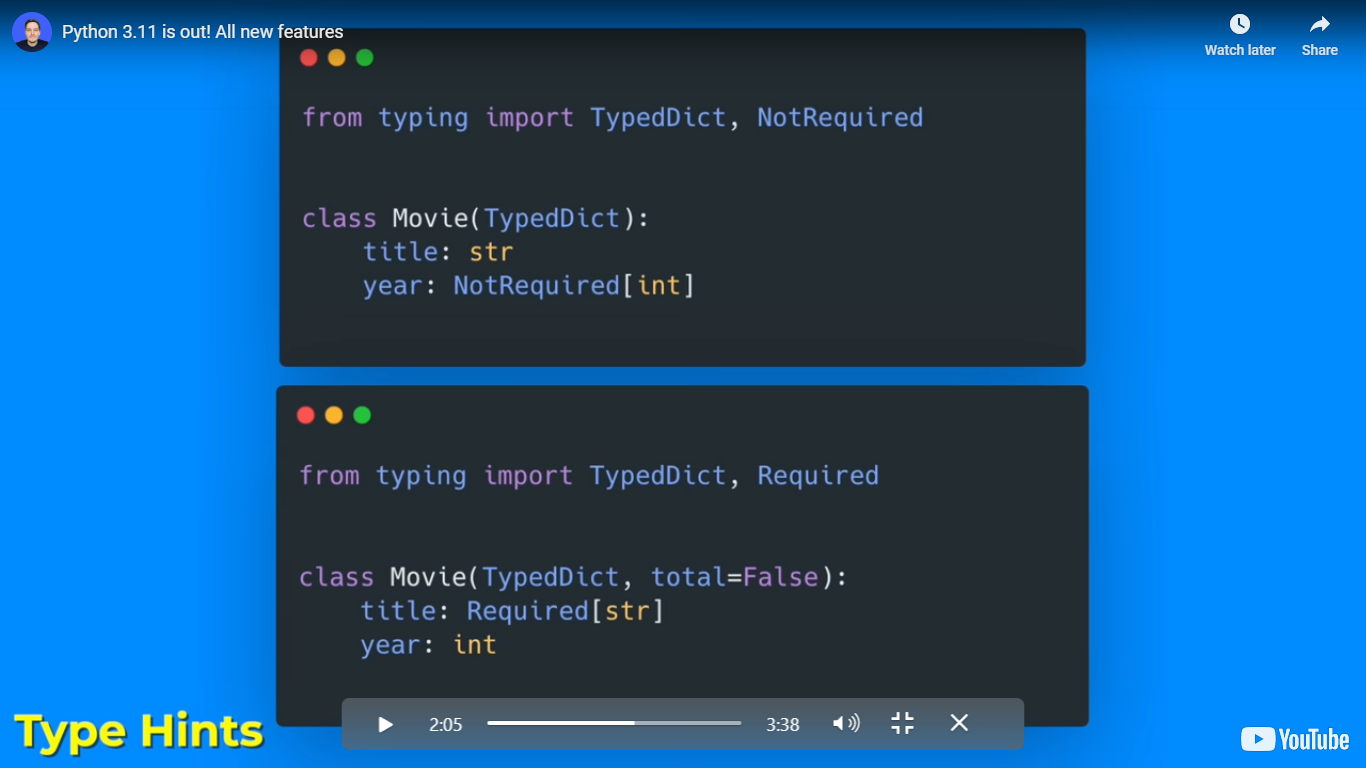 Python 3.11 is out! All new features
Watch later
Share
from typing import TypedDict, NotRequired
class Movie(TypedDict):
    title: str
    year: NotRequired[int]
from typing import TypedDict, Required
class Movie(TypedDict, total=False):
    title: Required[str]
    year: int
Type Hints
2:05
3:38
YouTube